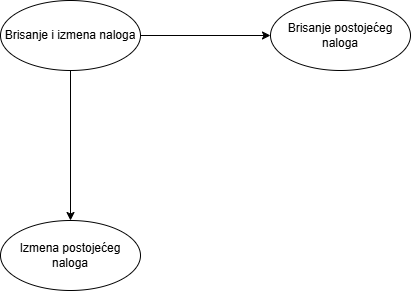 Brisanje i izmena naloga
Brisanje postojećeg
naloga
Izmena postojećeg
naloga